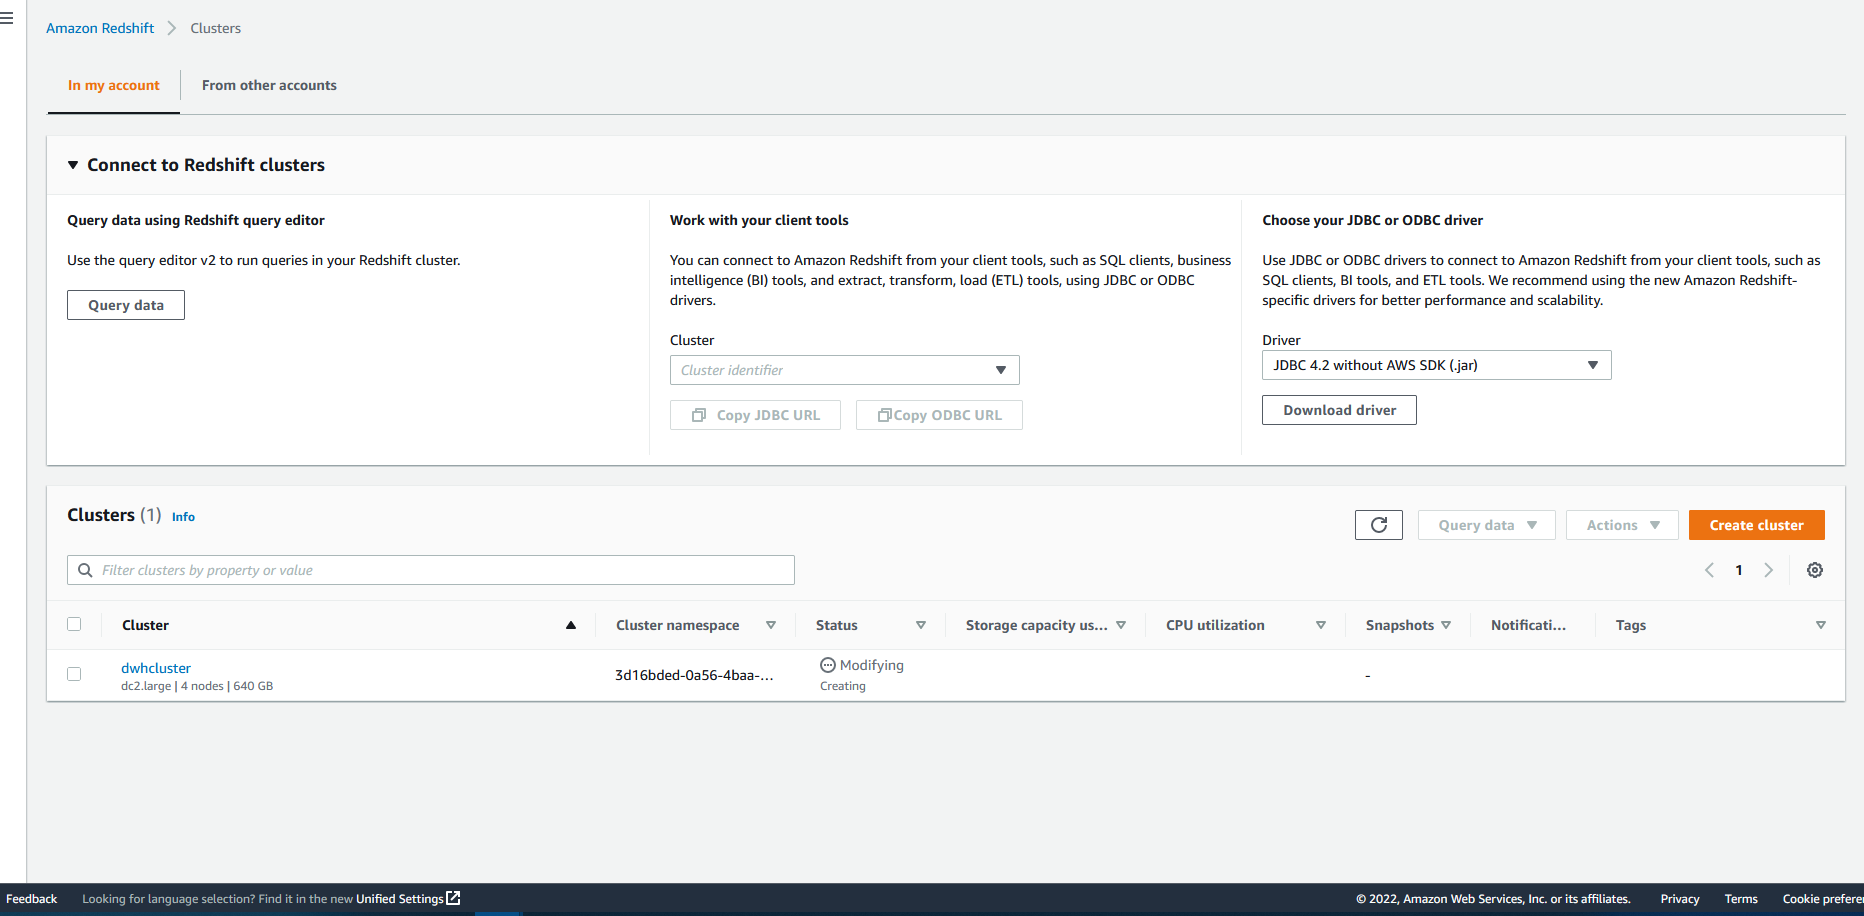 Amazon Redshift > Clusters
In my account
From other accounts
Connect to Redshift clusters
Query data using Redshift query editor
Use the query editor v2 to run queries in your Redshift cluster.
Query data
Work with your client tools
You can connect to Amazon Redshift from your client tools, such as SQL clients, business
intelligence (BI) tools, and extract, transform, load (ETL) tools, using JDBC or ODBC
drivers.
Cluster
Cluster identifier
Copy JDBC URL
Copy ODBC URL
Choose your JDBC or ODBC driver
Use JDBC or ODBC drivers to connect to Amazon Redshift from your client tools, such as
SQL clients, BI tools, and ETL tools. We recommend using the new Amazon Redshift-
specific drivers for better performance and scalability.
Driver
JDBC 4.2 without AWS SDK (.jar)
Download driver
Clusters (1) Info
Query data
Actions
Create cluster
Filter clusters by property or value
1
Cluster Cluster namespace Status Storage capacity us... CPU utilization Snapshots Notificati... Tags
dwhcluster 3d16bded-0a56-4baa-... Modifying -
dc2.large | 4 nodes | 640 GB Creating
Feedback Looking for language selection? Find it in the new Unified Settings © 2022, Amazon Web Services, Inc. or its affiliates. Privacy Terms Cookie prefere